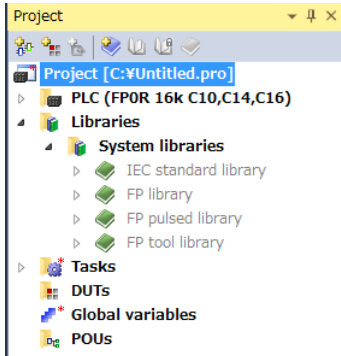 Project
Project [C:¥Untitled.pro]
PLC (FP0R 16k C10,C14,C16)
Libraries
System libraries
IEC standard library
FP library
FP pulsed library
FP tool library
Tasks
DUTs
Global variables
POUs